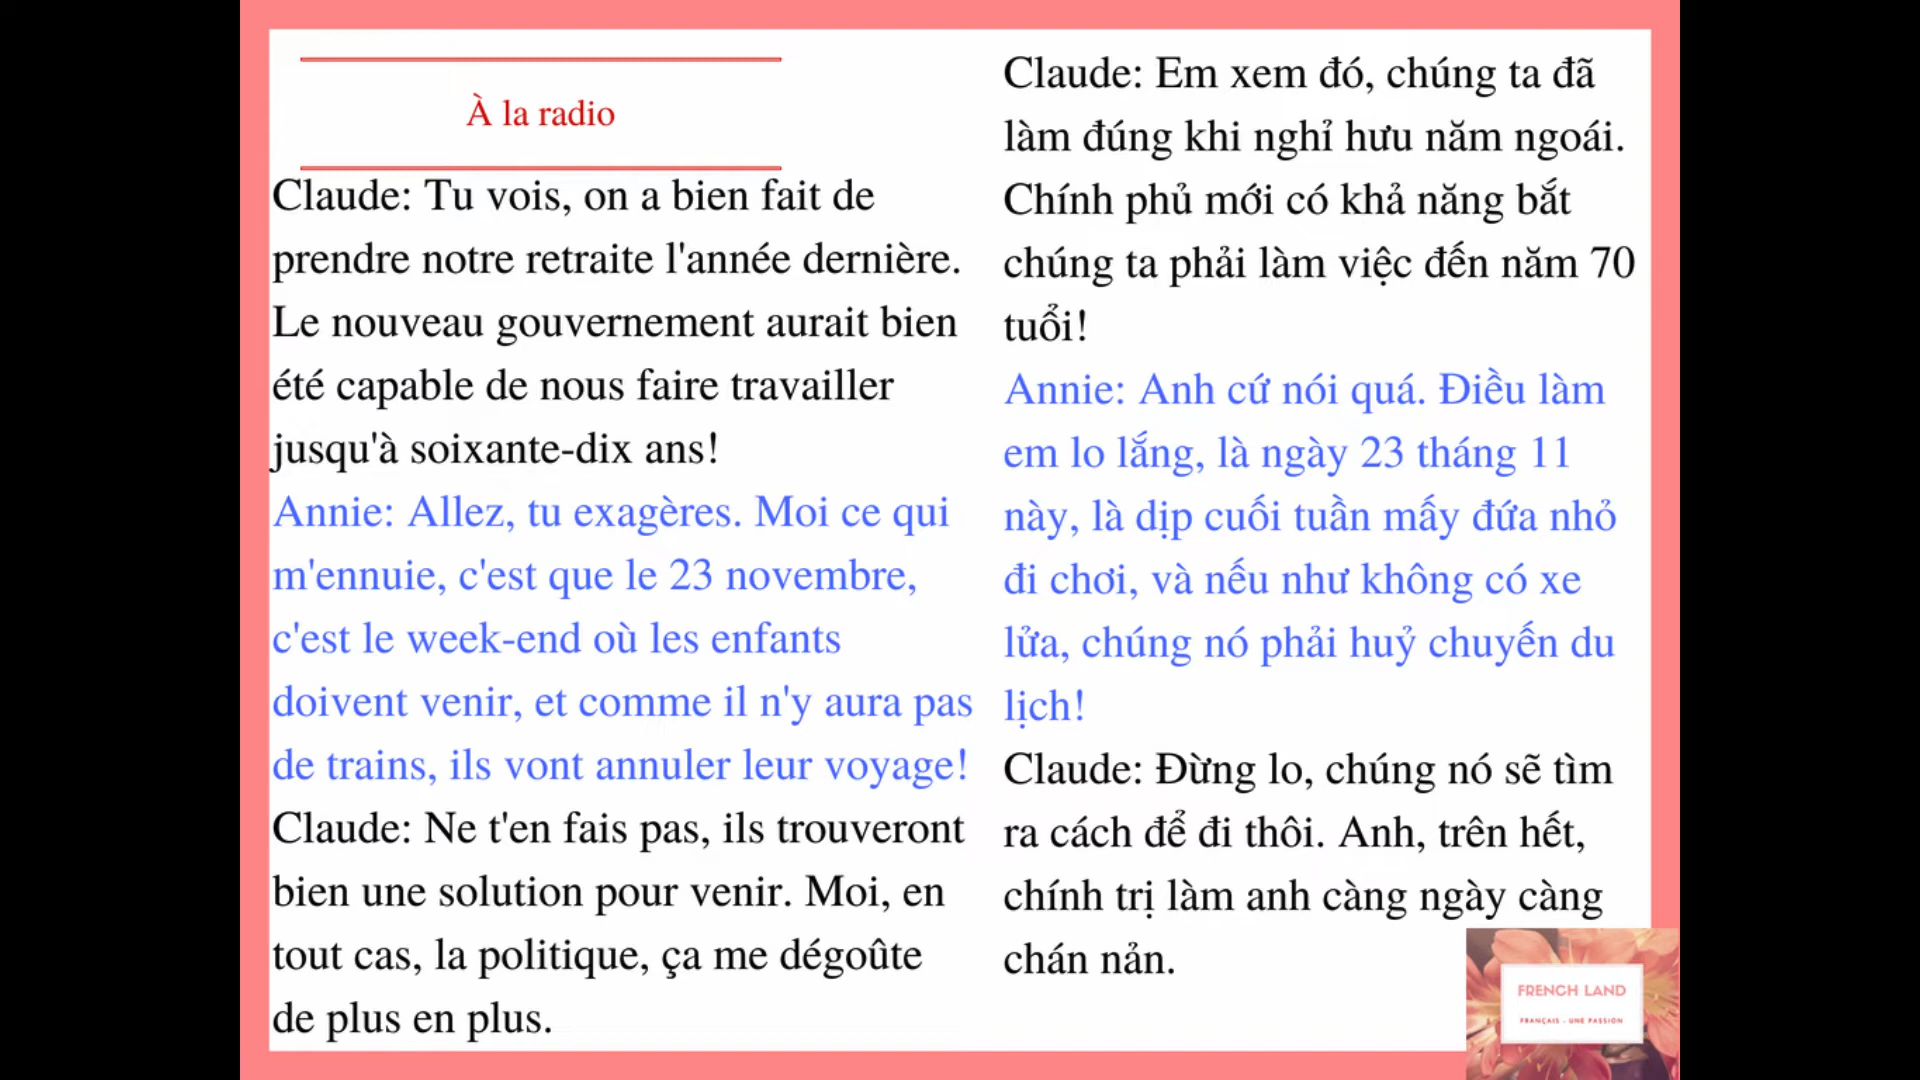 À la radio
Claude: Tu vois, on a bien fait de
prendre notre retraite l'année dernière.
Le nouveau gouvernement aurait bien
été capable de nous faire travailler
jusqu'à soixante-dix ans!
Annie: Allez, tu exagères. Moi ce qui
m'ennuie, c'est que le 23 novembre,
c'est le week-end où les enfants
doivent venir, et comme il n'y aura pas
de trains, ils vont annuler leur voyage!
Claude: Ne t'en fais pas, ils trouveront
bien une solution pour venir. Moi, en
tout cas, la politique, ça me dégoûte
de plus en plus.
Claude: Em xem đó, chúng ta đã
làm đúng khi nghỉ hưu năm ngoái.
Chính phủ mới có khả năng bắt
chúng ta phải làm việc đến năm 70
tuổi!
Annie: Anh cứ nói quá. Điều làm
em lo lắng, là ngày 23 tháng 11
này, là dịp cuối tuần mấy đứa nhỏ
đi chơi, và nếu như không có xe
lửa, chúng nó phải huỷ chuyến du
lịch!
Claude: Đừng lo, chúng nó sẽ tìm
ra cách để đi thôi. Anh, trên hết,
chính trị làm anh càng ngày càng
chán nản.
FRENCH LAND
FRANÇAIS - UNE PASSION